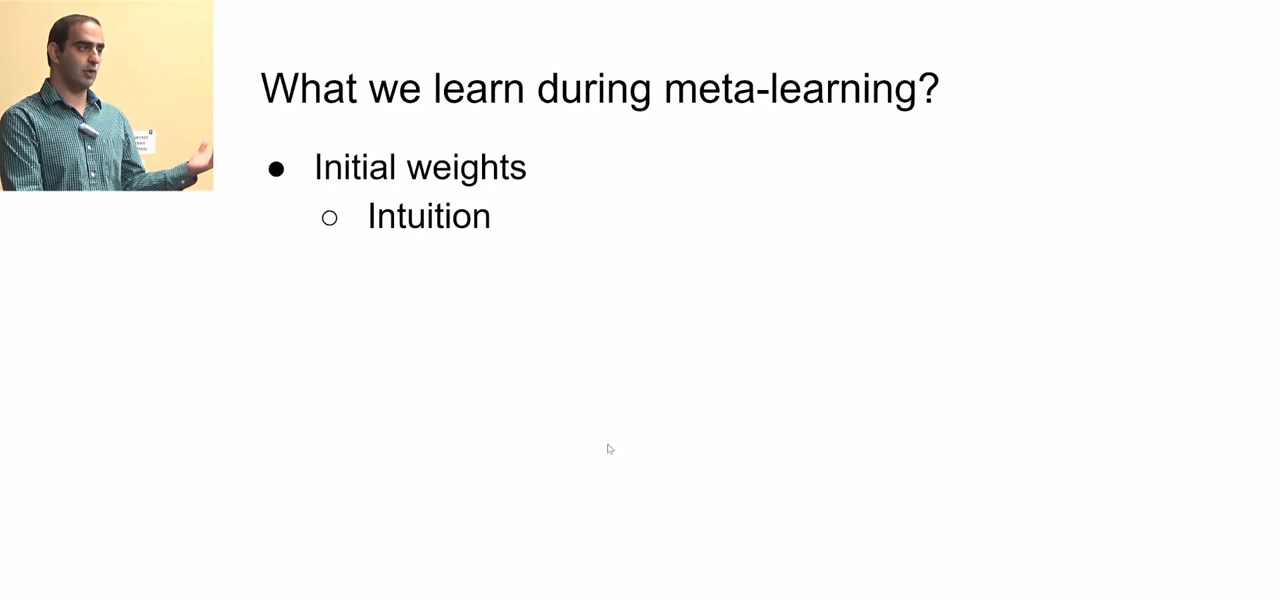 What we learn during meta-learning?
● Initial weights
○ Intuition